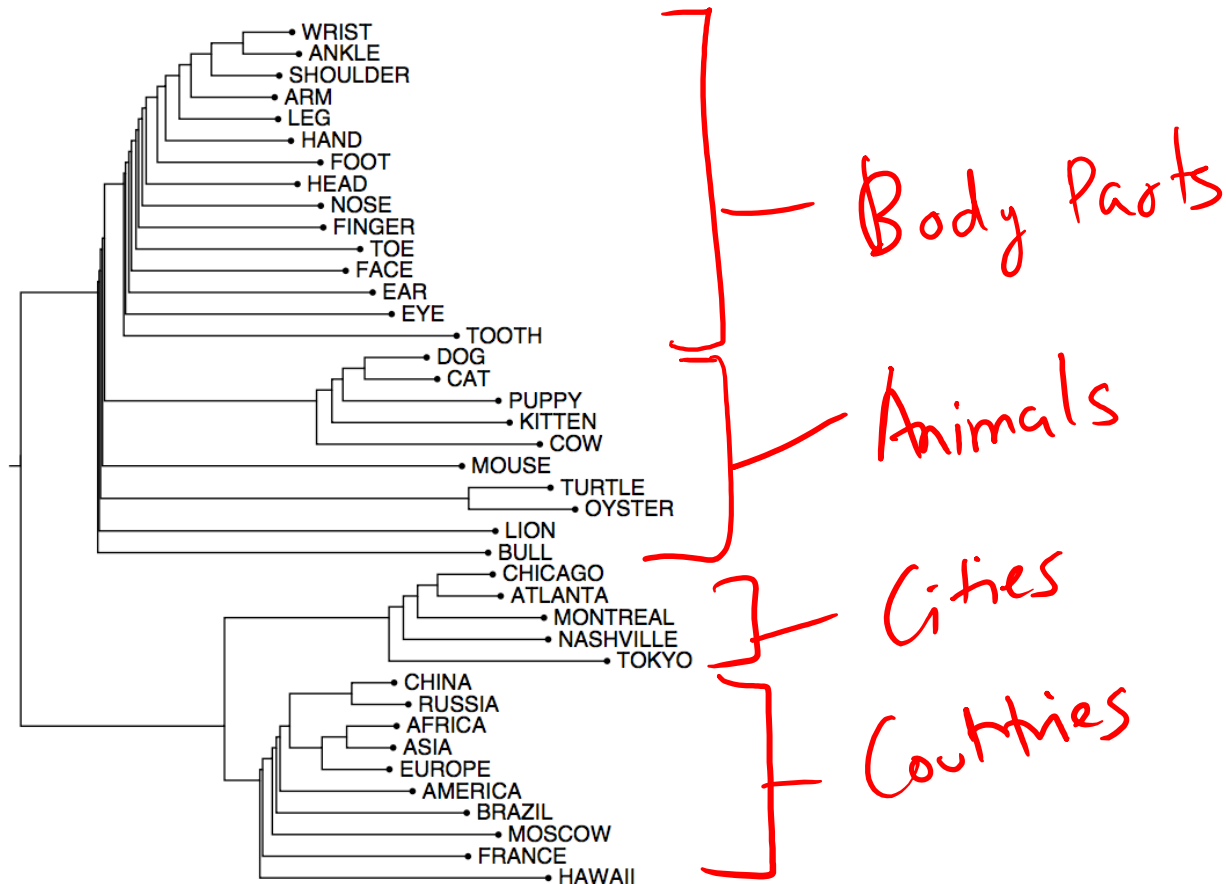 WRIST
ANKLE
SHOULDER
ARM
LEG
HAND
FOOT
HEAD
NOSE
FINGER
TOE
FACE
EAR
EYE
TOOTH
DOG
CAT
PUPPY
KITTEN
COW
MOUSE
TURTLE
OYSTER
LION
BULL
CHICAGO
ATLANTA
MONTREAL
NASHVILLE
TOKYO
CHINA
RUSSIA
AFRICA
ASIA
EUROPE
AMERICA
BRAZIL
MOSCOW
FRANCE
HAWAII
Body Parts
Animals
Cities
Countries